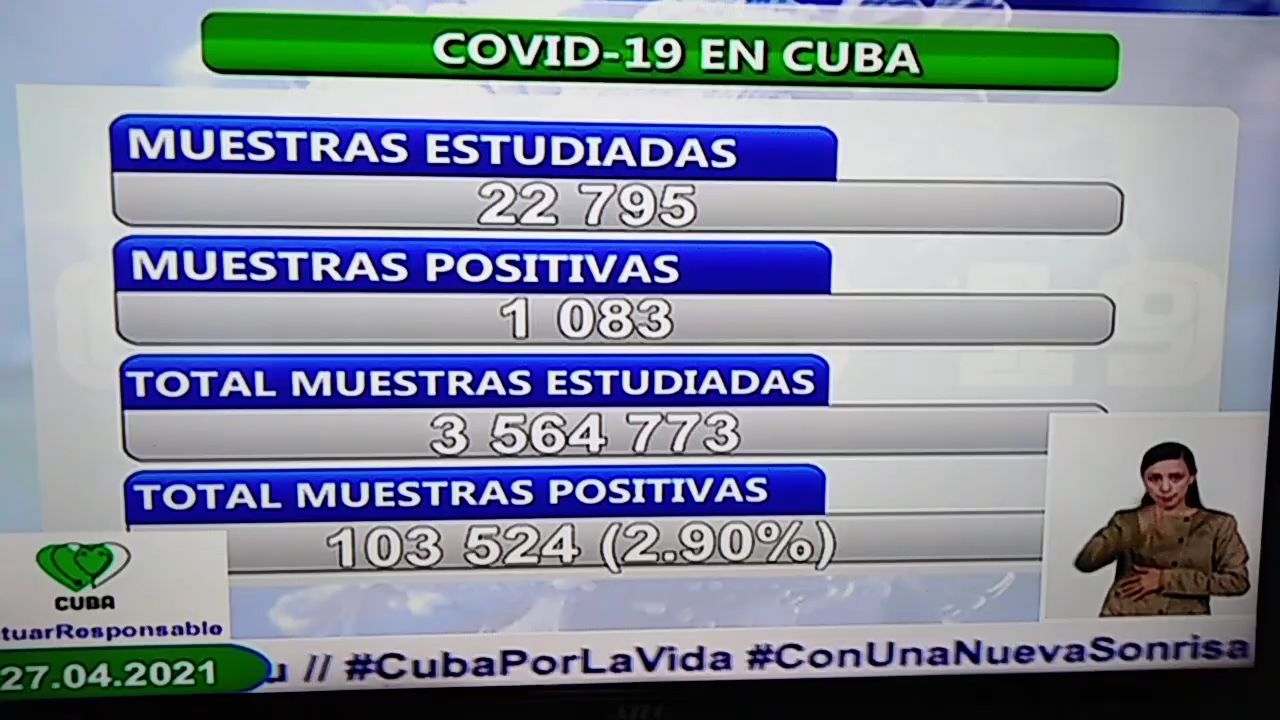 COVID-19 EN CUBA
MUESTRAS ESTUDIADAS
22 795
MUESTRAS POSITIVAS
1 083
TOTAL MUESTRAS ESTUDIADAS
3 564 773
TOTAL MUESTRAS POSITIVAS
103 524 (2.90%)
CUBA
tuarResponsable
27.04.2021
// #CubaPorLaVida #ConUnaNuevaSonrisa